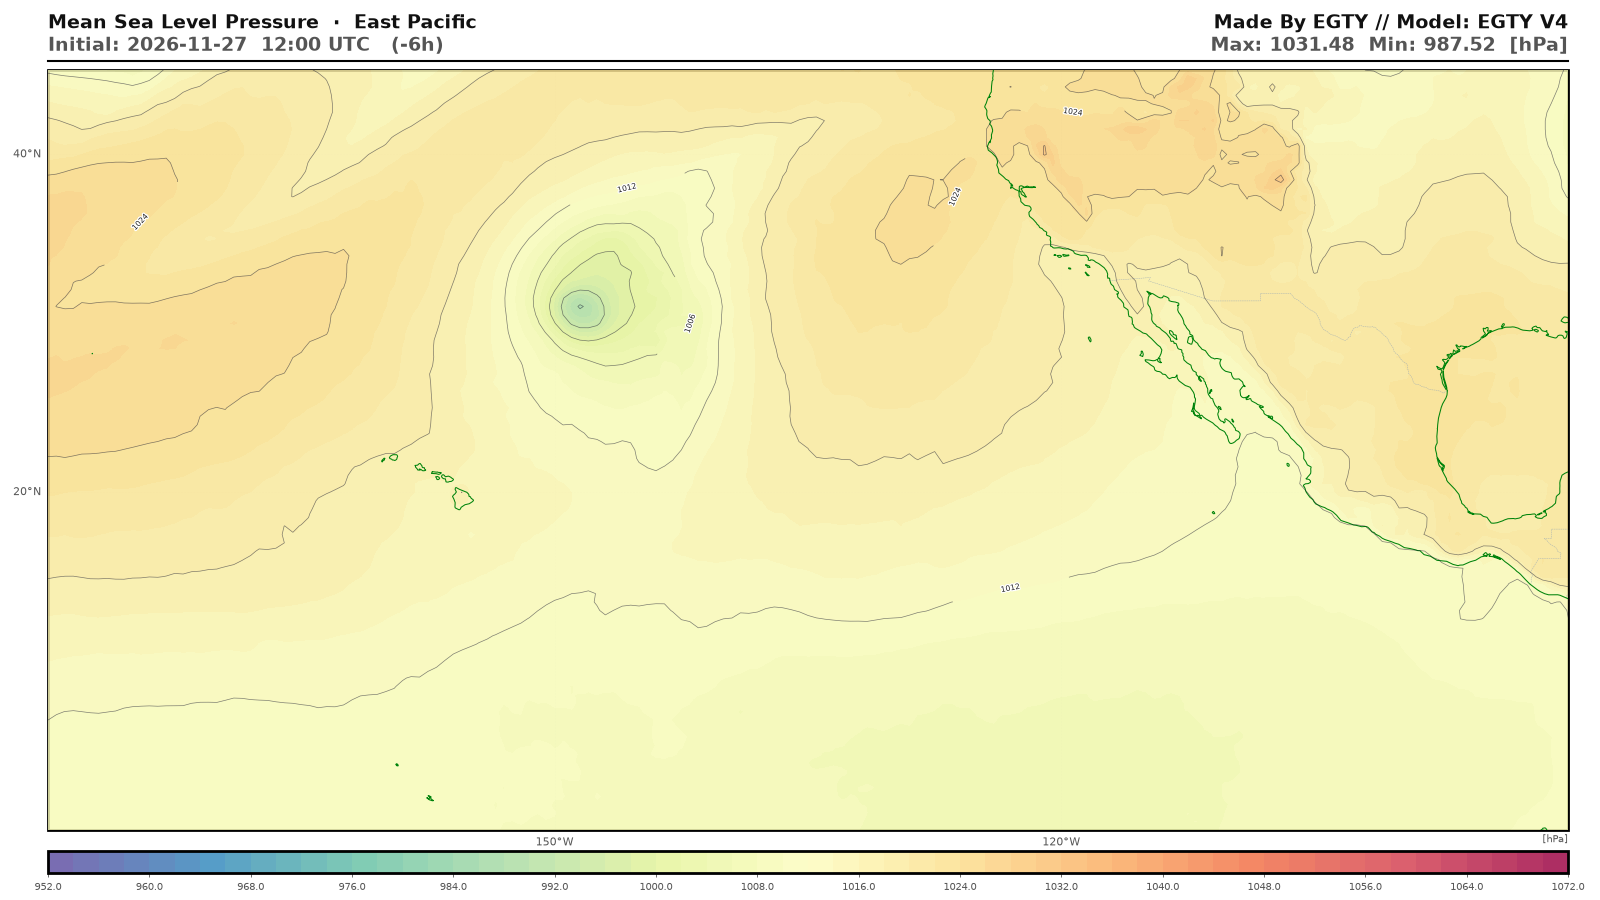 Mean Sea Level Pressure · East Pacific
Made By EGTY // Model: EGTY V4
Initial: 2026-11-27 12:00 UTC (-6h)
Max: 1031.48 Min: 987.52 [hPa]
1024
40°N
1012
1024
1024
1006
20°N
1012
150°W
120°W
[hPa]
952.0 960.0 968.0 976.0 984.0 992.0 1000.0 1008.0 1016.0 1024.0 1032.0 1040.0 1048.0 1056.0 1064.0 1072.0